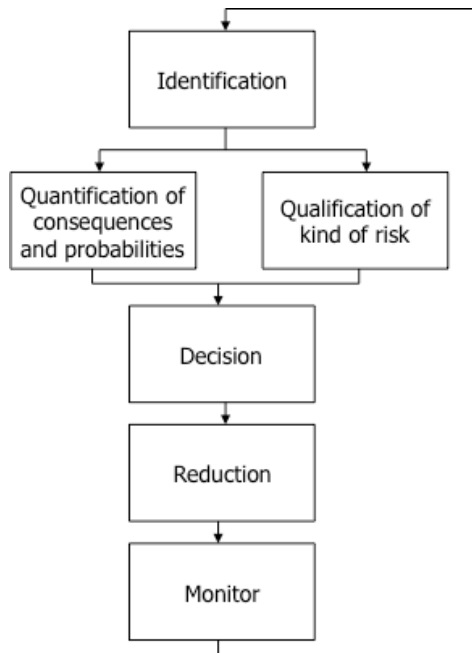 Identification
Quantification of
consequences
and probabilities
Qualification of
kind of risk
Decision
Reduction
Monitor